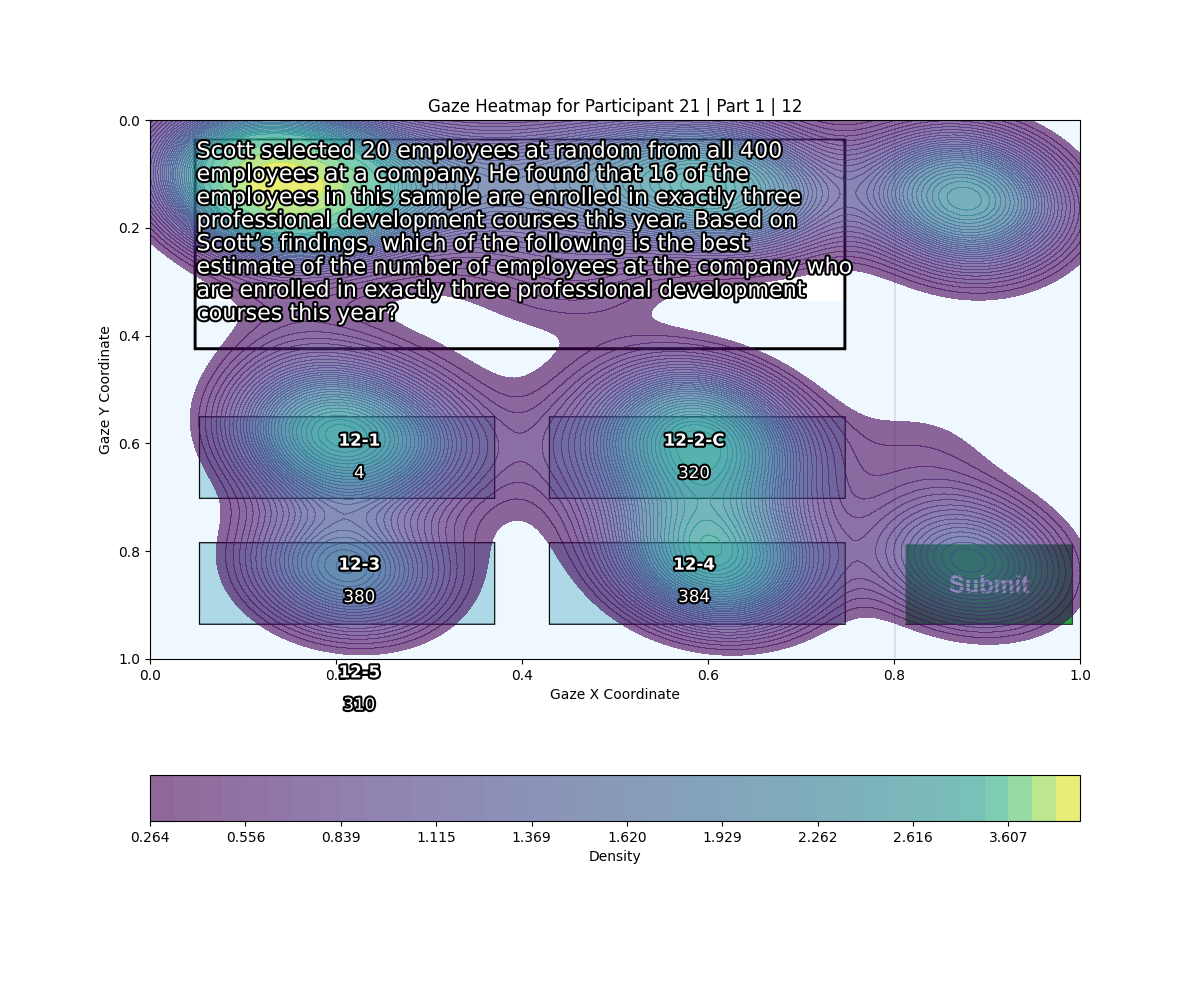 Gaze Heatmap for Participant 21 | Part 1 | 12
Scott selected 20 employees at random from all 400
employees at a company. He found that 16 of the
employees in this sample are enrolled in exactly three
professional development courses this year. Based on
Scott’s findings, which of the following is the best
estimate of the number of employees at the company who
are enrolled in exactly three professional development
courses this year?
12-1
4
12-2-C
320
12-3
380
12-4
384
Submit
12-5
310
0.0
0.2
0.4
0.6
0.8
1.0
Gaze Y Coordinate
0.0 0.2 0.4 0.6 0.8 1.0
Gaze X Coordinate
0.264 0.556 0.839 1.115 1.369 1.620 1.929 2.262 2.616 3.607
Density